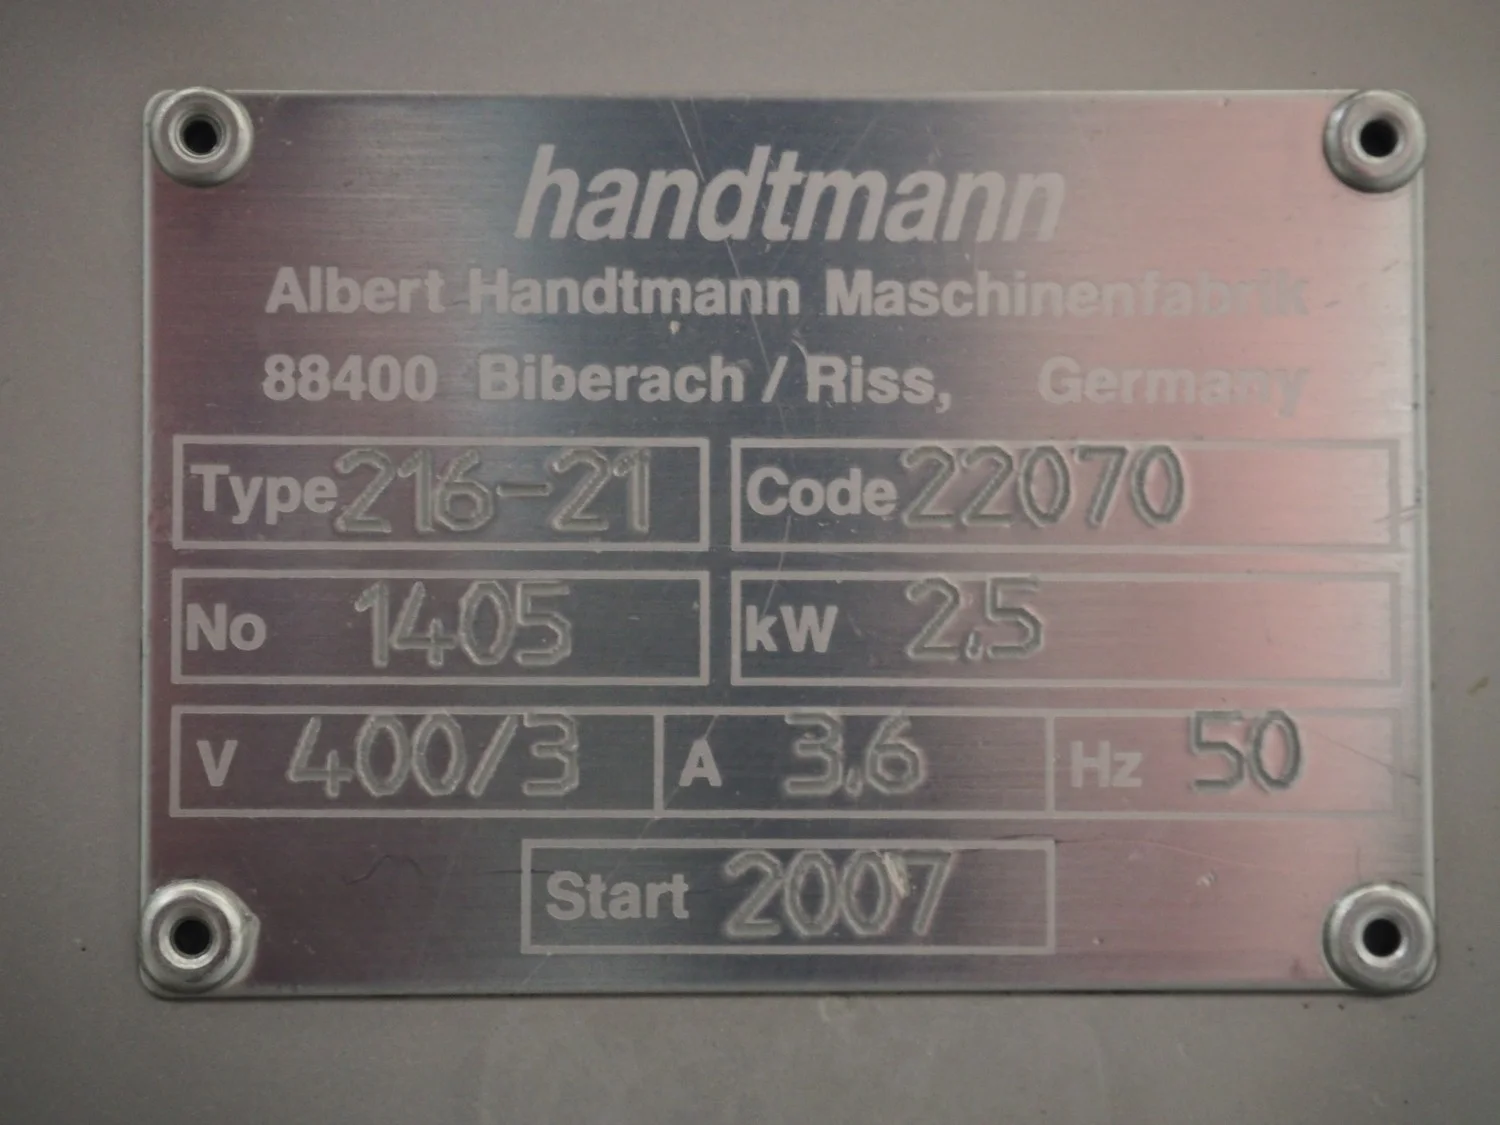 handtmann
Albert Handtmann Maschinenfabrik
88400 Biberach / Riss, Germany
Type 216-21 Code 22070
No 1405 kW 2,5
V 400/3 A 3,6 Hz 50
Start 2007